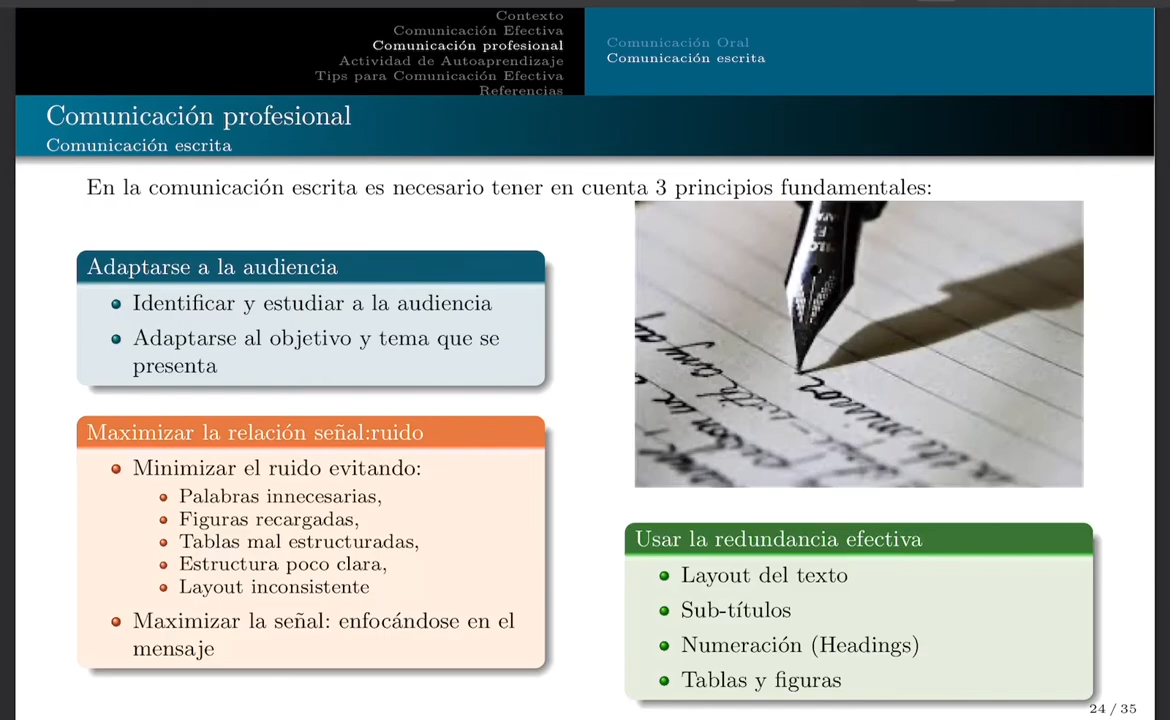 Contexto
Comunicación Efectiva
Comunicación profesional
Actividad de Autoaprendizaje
Tips para Comunicación Efectiva
Referencias
Comunicación Oral
Comunicación escrita
Comunicación profesional
Comunicación escrita
En la comunicación escrita es necesario tener en cuenta 3 principios fundamentales:
Adaptarse a la audiencia
Identificar y estudiar a la audiencia
Adaptarse al objetivo y tema que se
presenta
Maximizar la relación señal:ruido
Minimizar el ruido evitando:
Palabras innecesarias,
Figuras recargadas,
Tablas mal estructuradas,
Estructura poco clara,
Layout inconsistente
Maximizar la señal: enfocándose en el
mensaje
with any
Usar la redundancia efectiva
Layout del texto
Sub-títulos
Numeración (Headings)
Tablas y figuras
24 / 35